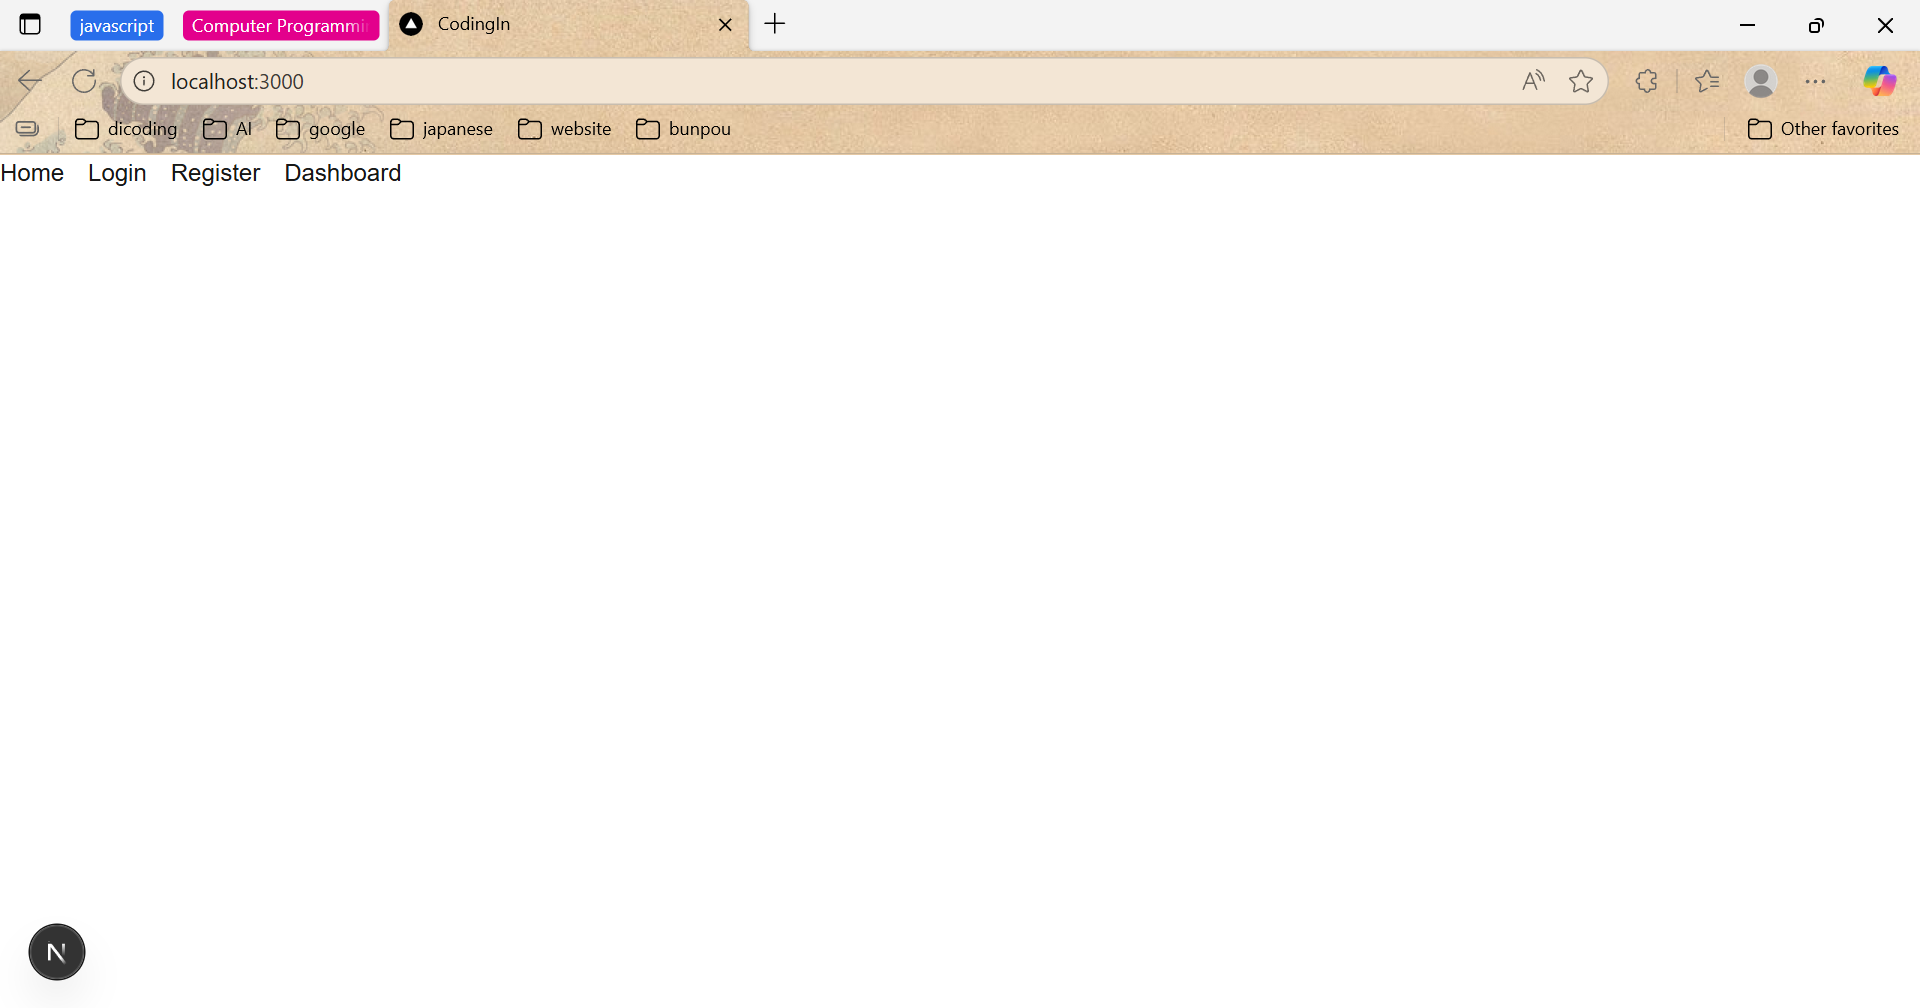 javascript Computer Programmi CodingIn
localhost:3000
dicoding AI google japanese website bunpou Other favorites
Home Login Register Dashboard
N